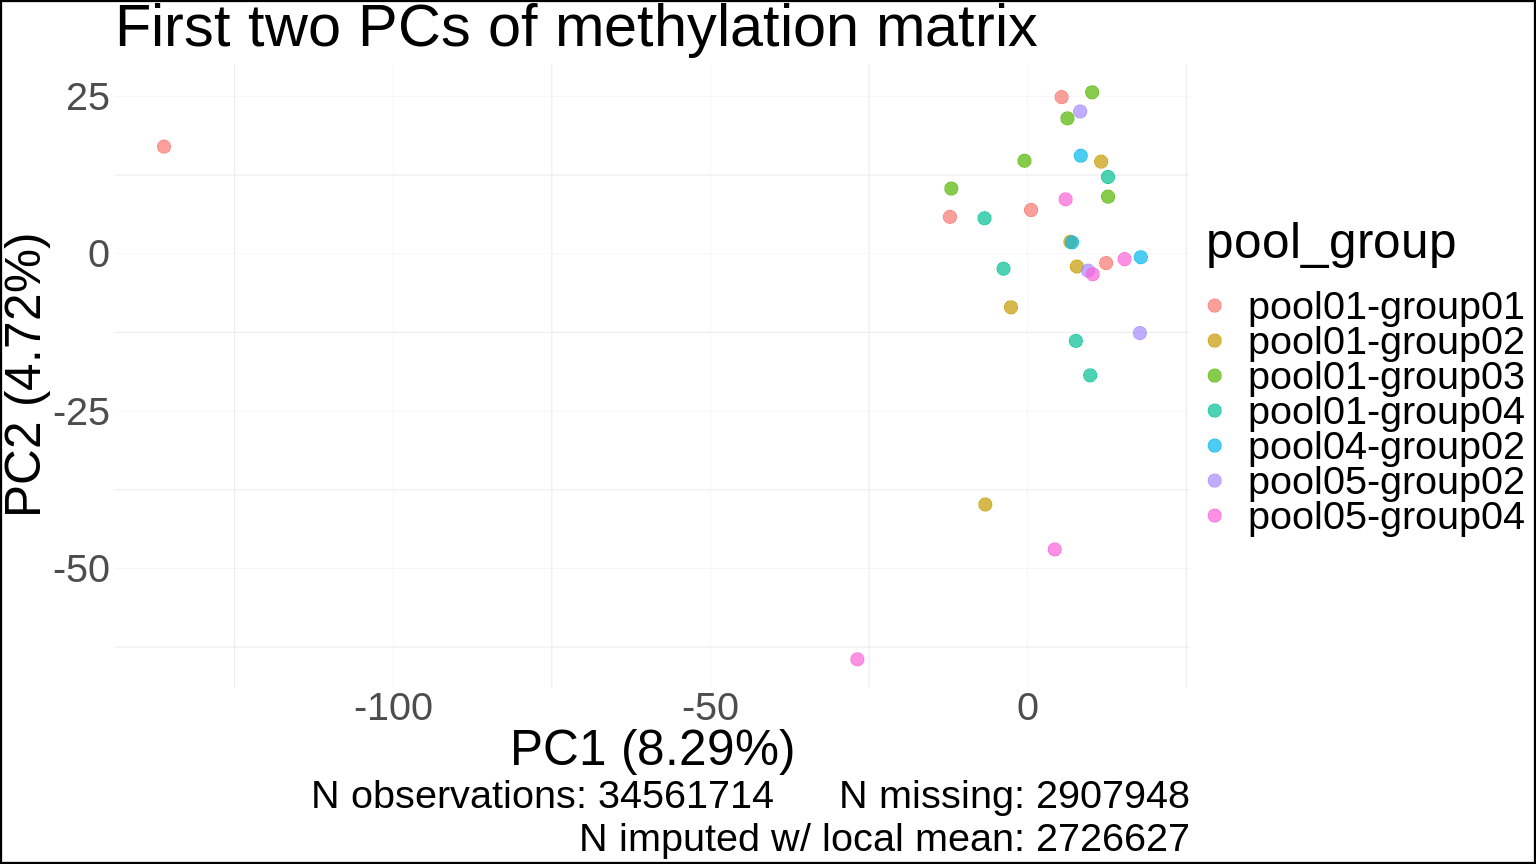 First two PCs of methylation matrix
25
0
-25
-50
PC2 (4.72%)
-100
-50
0
PC1 (8.29%)
pool_group
pool01-group01
pool01-group02
pool01-group03
pool01-group04
pool04-group02
pool05-group02
pool05-group04
N observations: 34561714 N missing: 2907948
N imputed w/ local mean: 2726627